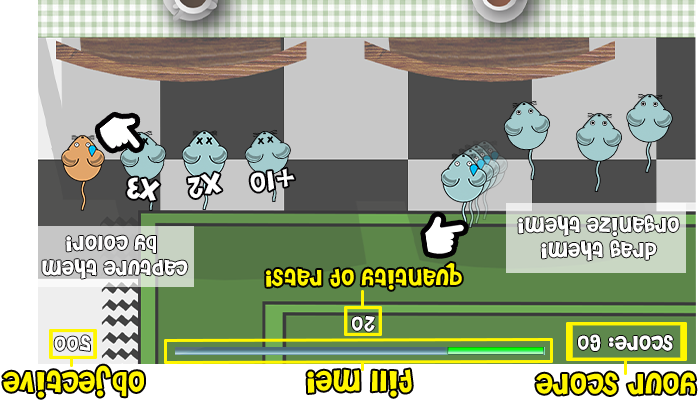 your score
fill me!
objective
score: 60
20
500
quantity of rats!
drag them!
organize them!
capture them
by color!
+10
x2
x3